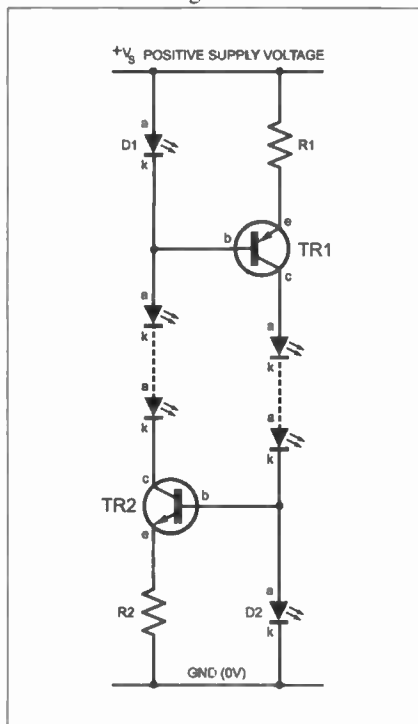 +Vs POSITIVE SUPPLY VOLTAGE
a
D1
k
R1
e
b
TR1
c
a
k
a
k
a
k
a
k
c
TR2
b
e
R2
a
D2
k
GND (0V)